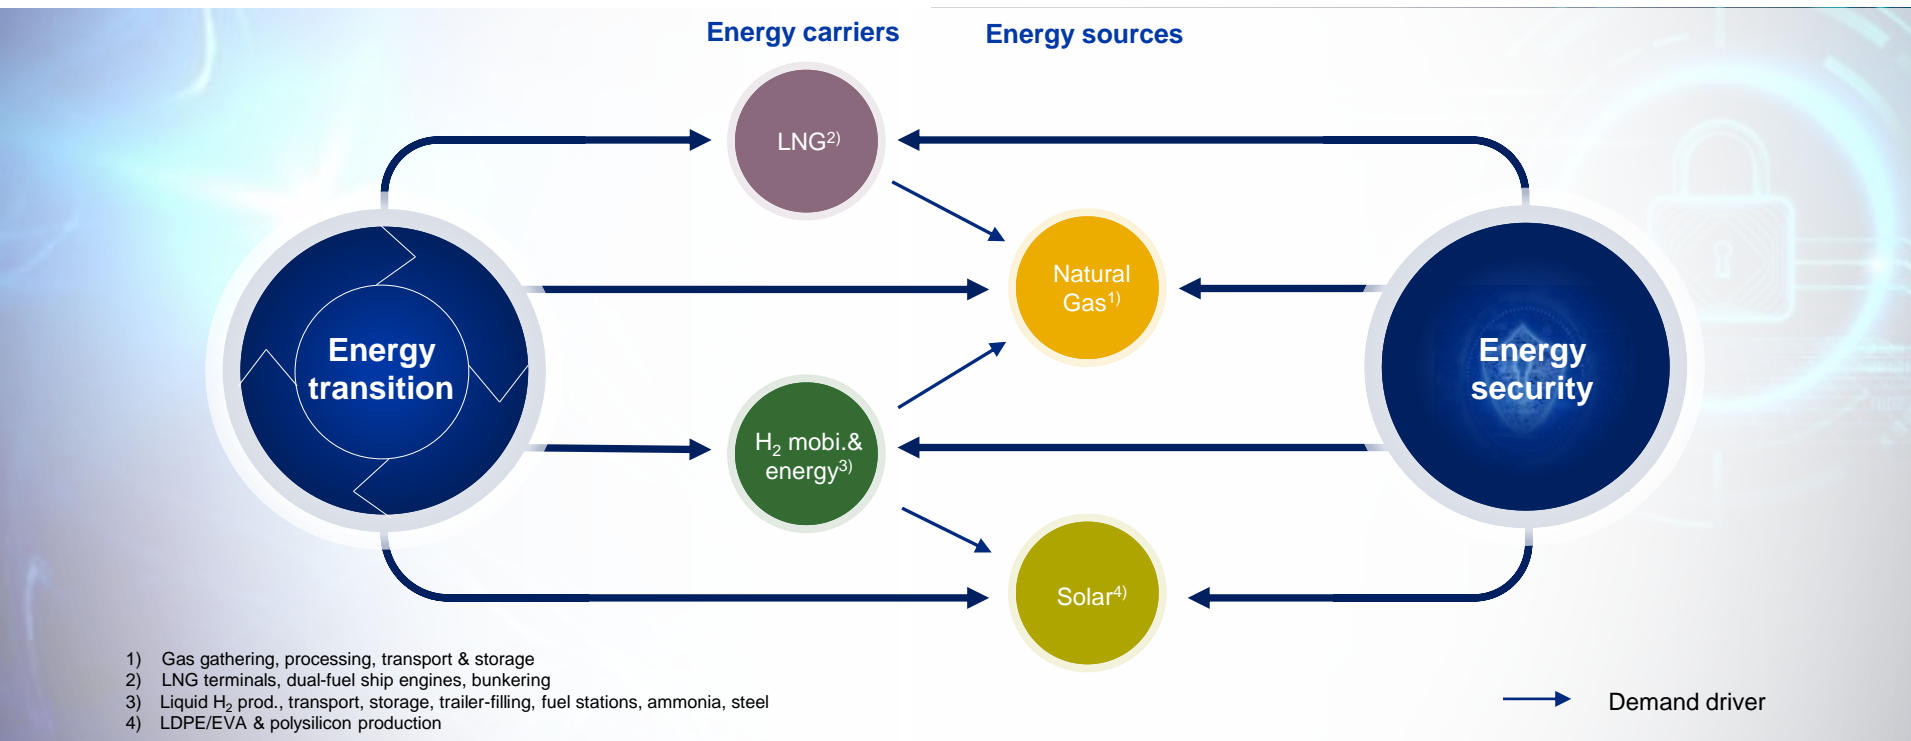 Energy carriers
Energy sources
LNG2)
Natural
Gas1)
Energy
transition
Energy
security
H2 mobi.&
energy3)
Solar4)
1) Gas gathering, processing, transport & storage
2) LNG terminals, dual-fuel ship engines, bunkering
3) Liquid H2 prod., transport, storage, trailer-filling, fuel stations, ammonia, steel
4) LDPE/EVA & polysilicon production
Demand driver